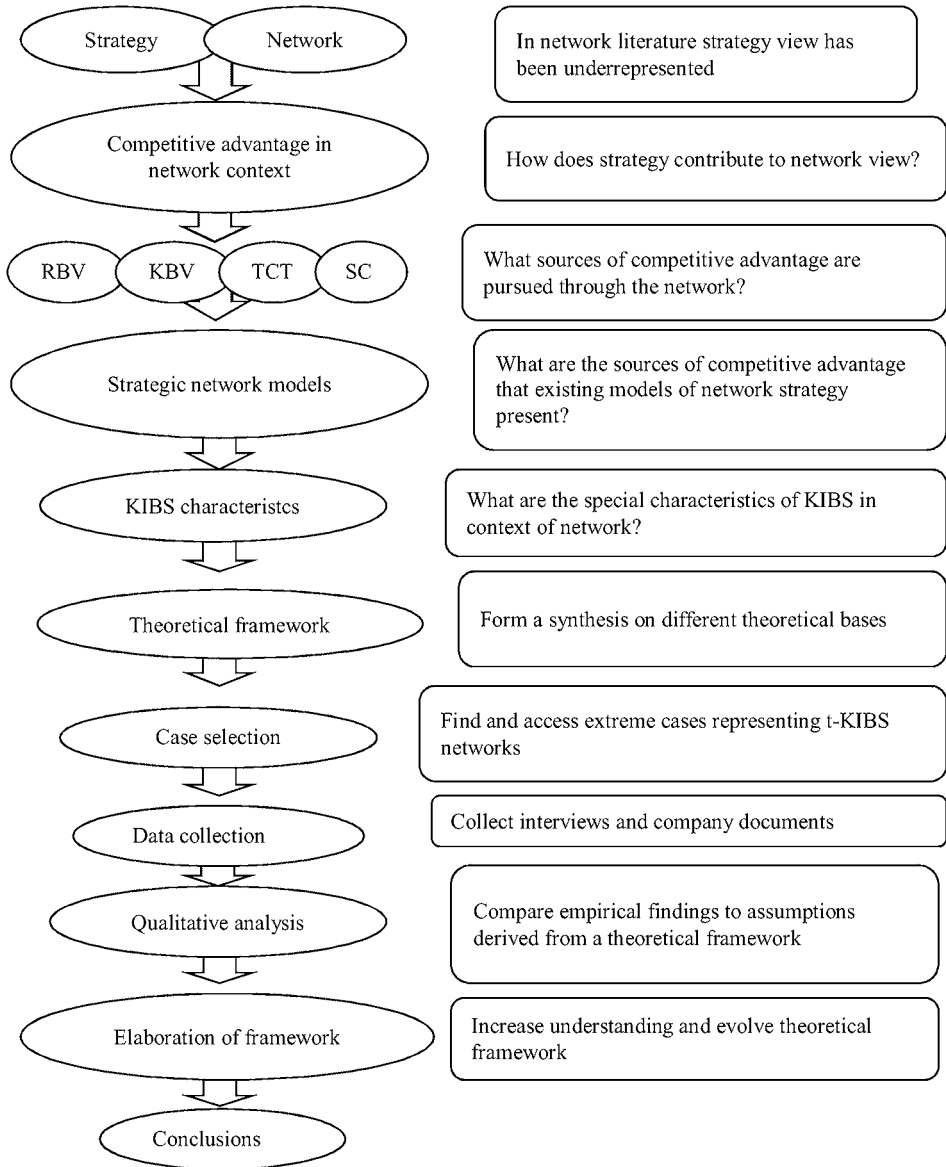 Strategy
Network
In network literature strategy view has
been underrepresented
Competitive advantage in
network context
How does strategy contribute to network view?
RBV
KBV
TCT
SC
What sources of competitive advantage are
pursued through the network?
Strategic network models
What are the sources of competitive advantage
that existing models of network strategy
present?
KIBS characteristcs
What are the special characteristics of KIBS in
context of network?
Theoretical framework
Form a synthesis on different theoretical bases
Case selection
Find and access extreme cases representing t-KIBS
networks
Data collection
Collect interviews and company documents
Qualitative analysis
Compare empirical findings to assumptions
derived from a theoretical framework
Elaboration of framework
Increase understanding and evolve theoretical
framework
Conclusions